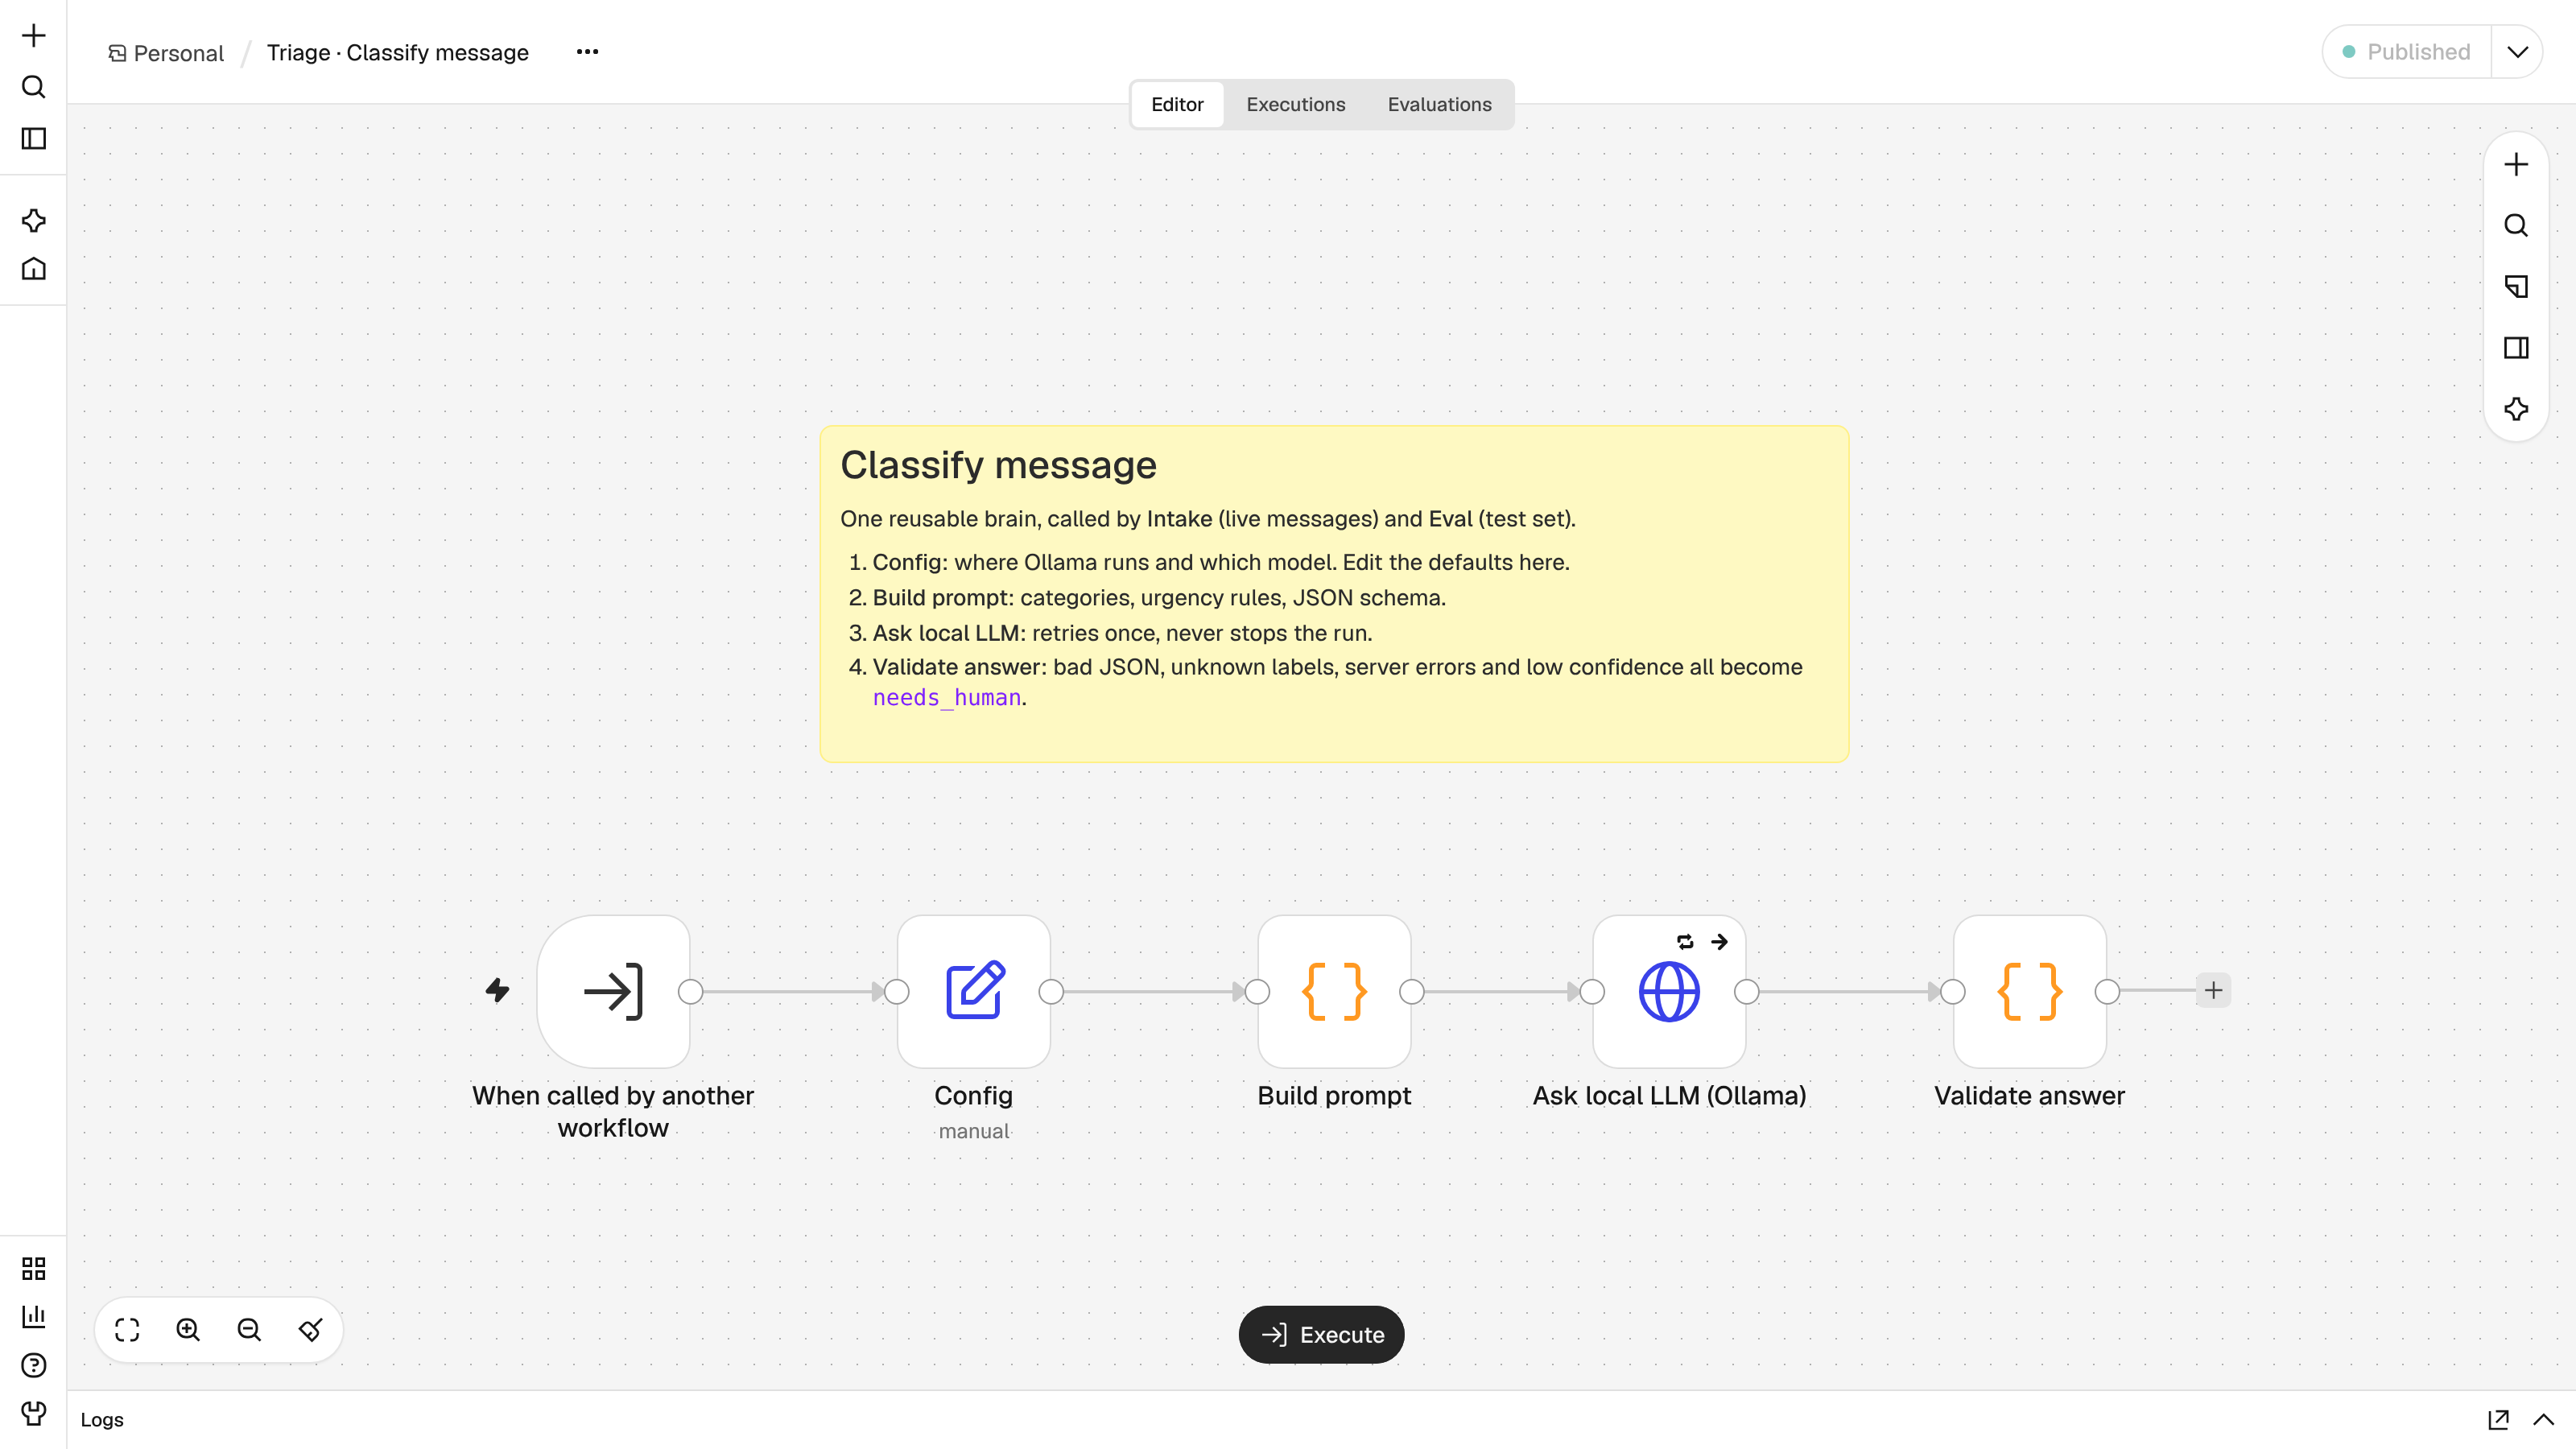 Personal / Triage · Classify message
Published
Editor Executions Evaluations
Classify message
One reusable brain, called by Intake (live messages) and Eval (test set).
1. Config: where Ollama runs and which model. Edit the defaults here.
2. Build prompt: categories, urgency rules, JSON schema.
3. Ask local LLM: retries once, never stops the run.
4. Validate answer: bad JSON, unknown labels, server errors and low confidence all become
needs_human.
When called by another
workflow
Config
manual
Build prompt
Ask local LLM (Ollama)
Validate answer
Execute
Logs